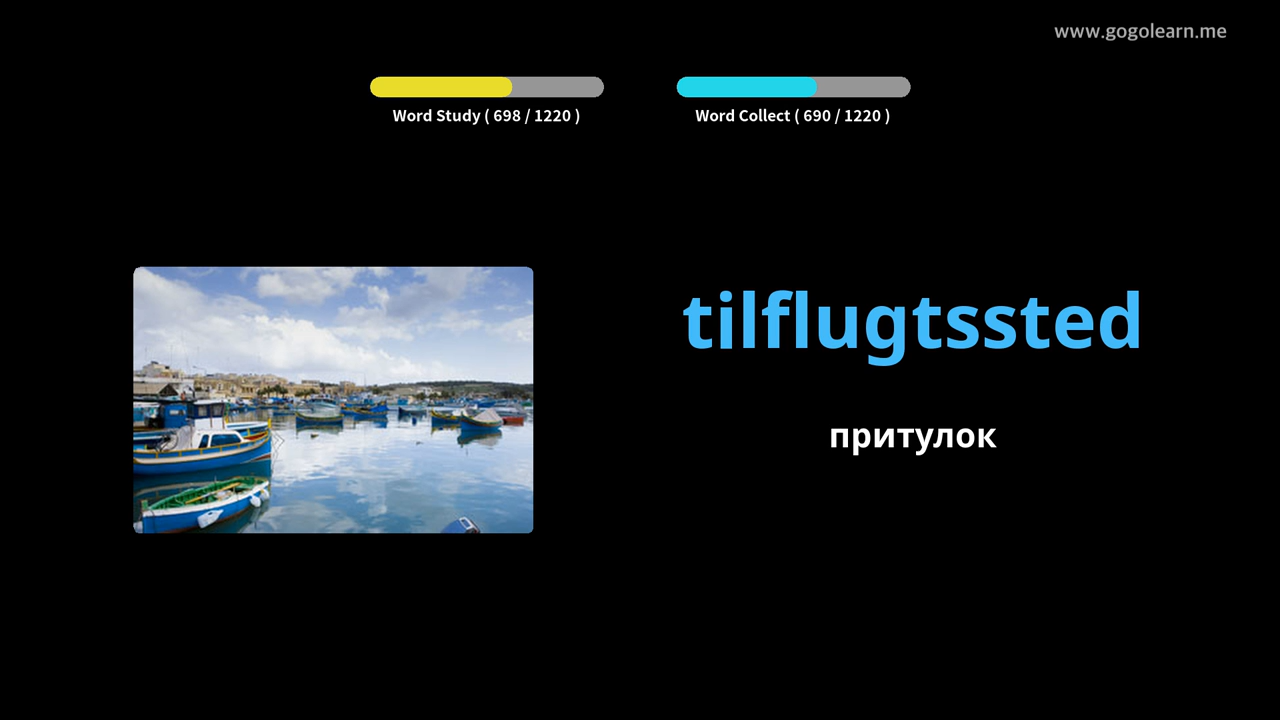 www.gogolearn.me
Word Study ( 698 / 1220 )
Word Collect ( 690 / 1220 )
tilflugtssted
притулок